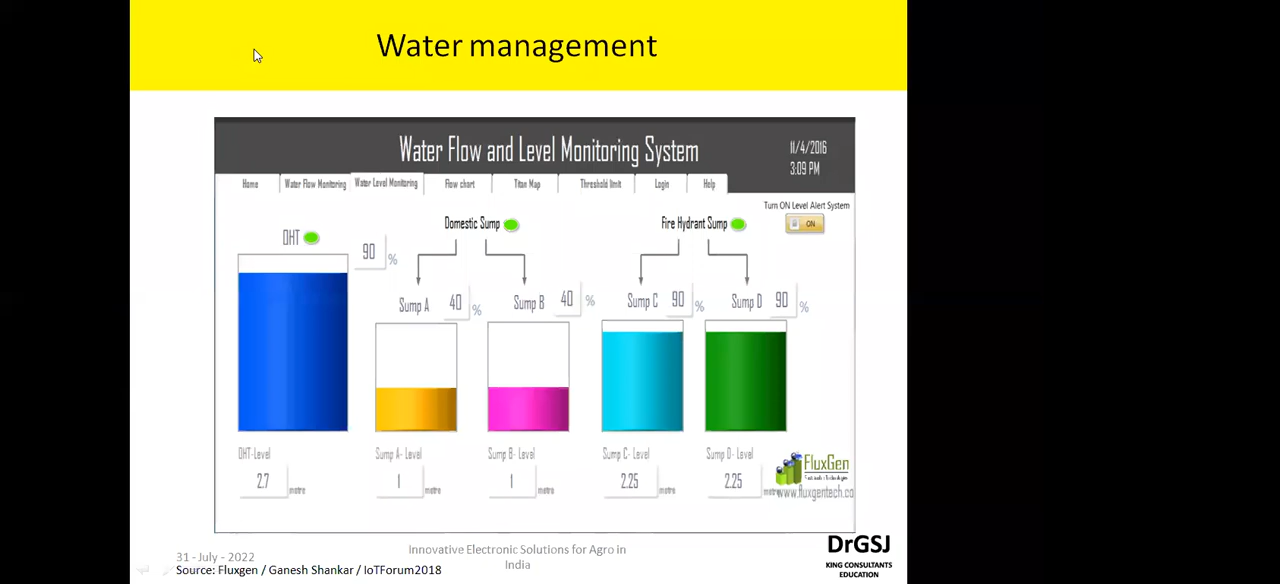 Water management
Water Flow and Level Monitoring System
11/4/2016
3:09 PM
Home
Water Flow Monitoring
Water Level Monitoring
Flow chart
Titan Map
Threshold limit
Login
Help
Turn ON Level Alert System
ON
OHT
90 %
Domestic Sump
Fire Hydrant Sump
Sump A 40 %
Sump B 40 %
Sump C 90 %
Sump D 90 %
OHT-Level
2.7 metre
Sump A- Level
1 metre
Sump B- Level
1 metre
Sump C- Level
2.25 metre
Sump D- Level
2.25
FluxGen
www.fluxgentech.co
31 - July - 2022
Innovative Electronic Solutions for Agro in
India
Source: Fluxgen / Ganesh Shankar / IoTForum2018
DrGSJ
KING CONSULTANTS
EDUCATION